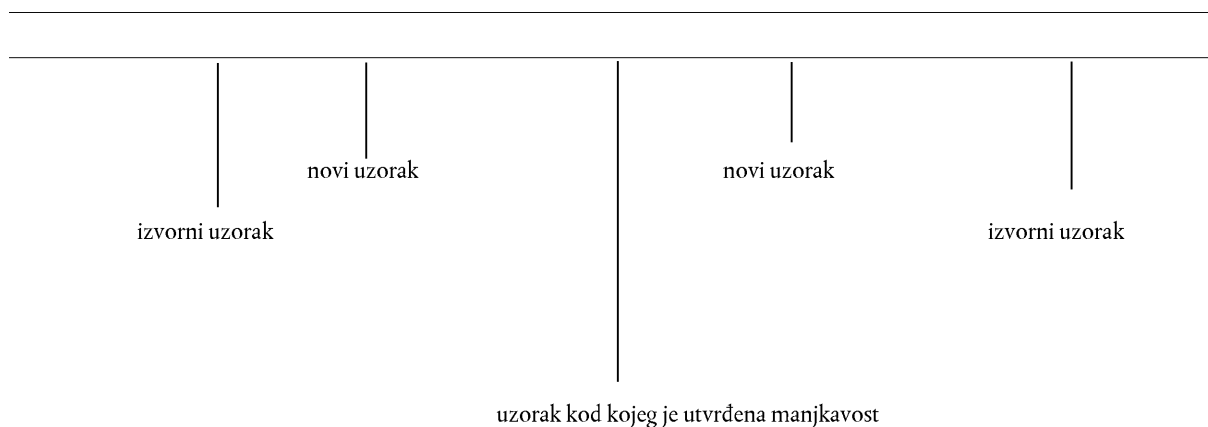 novi uzorak
novi uzorak
izvorni uzorak
izvorni uzorak
uzorak kod kojeg je utvrđena manjkavost